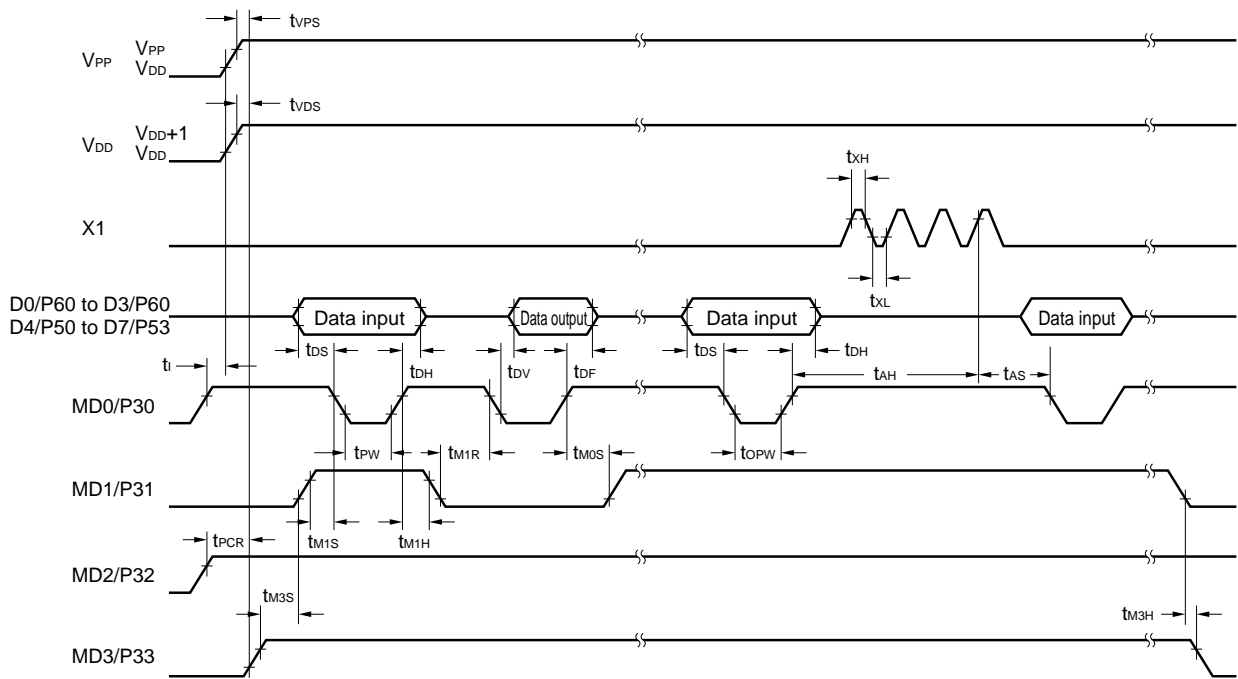 tVPS
VPP
VPP
VDD
tVDS
VDD
VDD+1
VDD
tXH
X1
tXL
D0/P60 to D3/P60
D4/P50 to D7/P53
Data input
Data output
Data input
Data input
tI
tDS
tDH
tDV
tDF
tDS
tDH
tAH
tAS
MD0/P30
tPW
tM1R
tM0S
tOPW
MD1/P31
tM1S
tM1H
tPCR
MD2/P32
tM3S
tM3H
MD3/P33